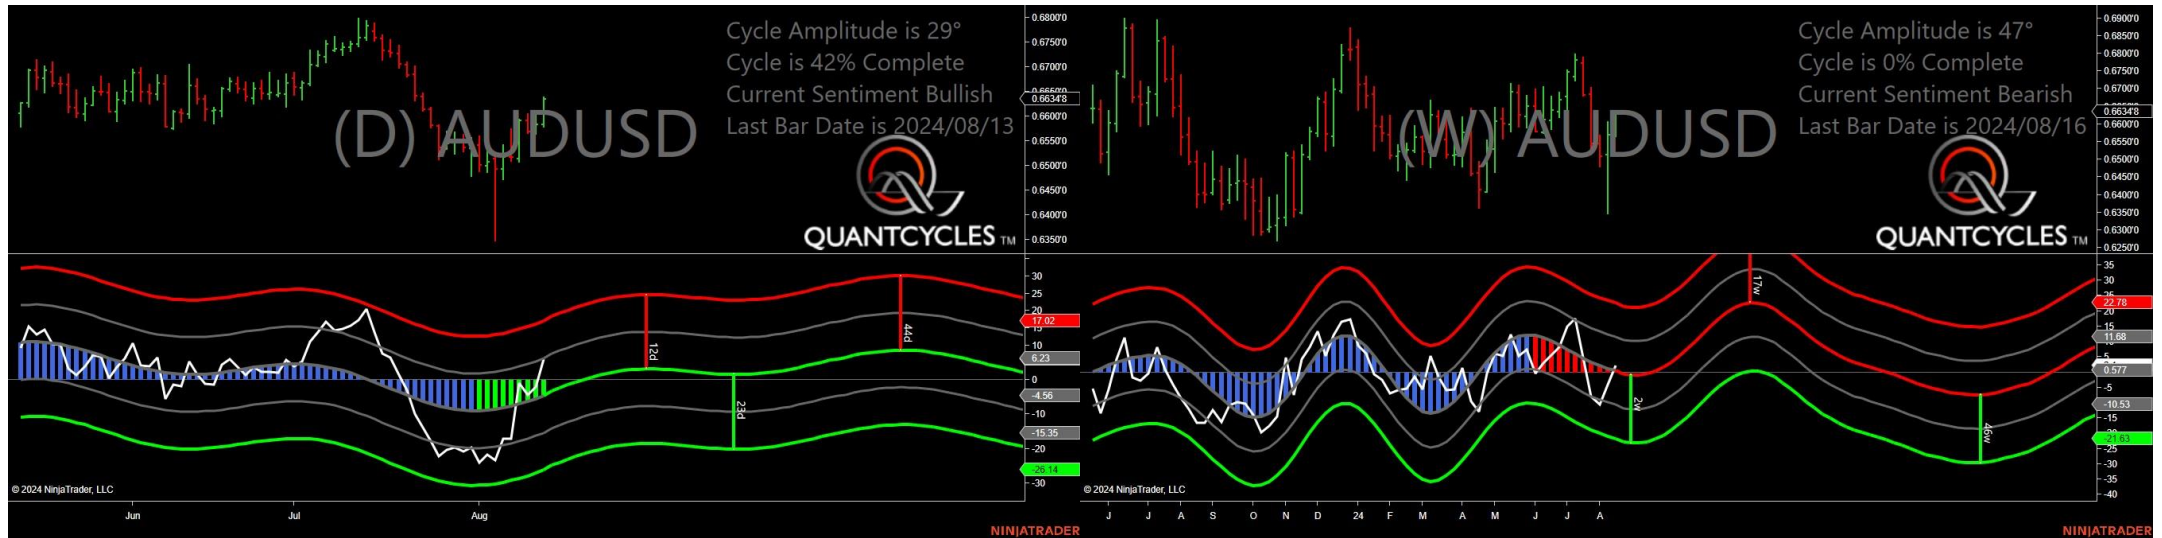 Cycle Amplitude is 29°
Cycle is 42% Complete
Current Sentiment Bullish
Last Bar Date is 2024/08/13
(D) AUDUSD
QUANTCYCLES TM
0.6800'0
0.6750'0
0.6700'0
0.6634'8
0.6600'0
0.6550'0
0.6500'0
0.6450'0
0.6400'0
0.6350'0
12d
23d
44d
30
25
20
17.02
15
10
6.23
0
-4.56
-10
-15.35
-20
-26.14
-30
© 2024 NinjaTrader, LLC
Jun
Jul
Aug
NINJATRADER
Cycle Amplitude is 47°
Cycle is 0% Complete
Current Sentiment Bearish
Last Bar Date is 2024/08/16
(W) AUDUSD
QUANTCYCLES TM
0.6900'0
0.6850'0
0.6800'0
0.6750'0
0.6700'0
0.6634'8
0.6600'0
0.6550'0
0.6500'0
0.6450'0
0.6400'0
0.6350'0
0.6300'0
0.6250'0
2w
17w
46w
35
30
22.78
20
15
11.68
0.577
-5
-10.53
-15
-21.63
-25
-30
-35
-40
© 2024 NinjaTrader, LLC
J
J
A
S
O
N
D
24
F
M
A
M
J
J
A
NINJATRADER